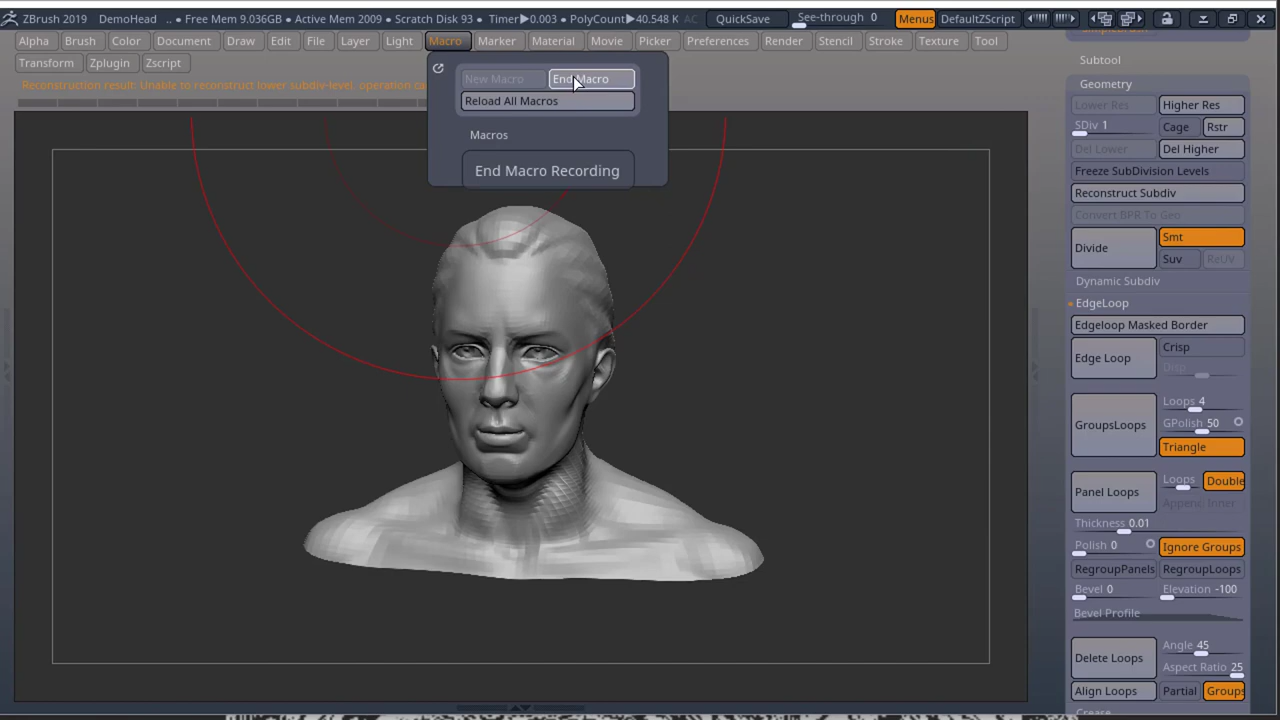 ZBrush 2019 DemoHead .. ● Free Mem 9.036GB ● Active Mem 2009 ● Scratch Disk 93 ● Timer▶0.003 ● PolyCount▶40.548 K AC QuickSave See-through 0 Menus DefaultZScript
Alpha Brush Color Document Draw Edit File Layer Light Macro Marker Material Movie Picker Preferences Render Stencil Stroke Texture Tool
Transform Zplugin Zscript
Reconstruction result: Unable to reconstruct lower subdiv-level. operation ca
New Macro End Macro
Reload All Macros
Macros
End Macro Recording
SimpleBrush
Subtool
Geometry
Lower Res Higher Res
SDiv 1 Cage Rstr
Del Lower Del Higher
Freeze SubDivision Levels
Reconstruct Subdiv
Convert BPR To Geo
Divide Smt
Suv ReUV
Dynamic Subdiv
EdgeLoop
Edgeloop Masked Border
Edge Loop Crisp
Disp
GroupsLoops Loops 4
GPolish 50
Triangle
Panel Loops Loops Double
Append Inner
Thickness 0.01
Polish 0 Ignore Groups
RegroupPanels RegroupLoops
Bevel 0 Elevation -100
Bevel Profile
Delete Loops Angle 45
Aspect Ratio 25
Align Loops Partial Groups
Crease